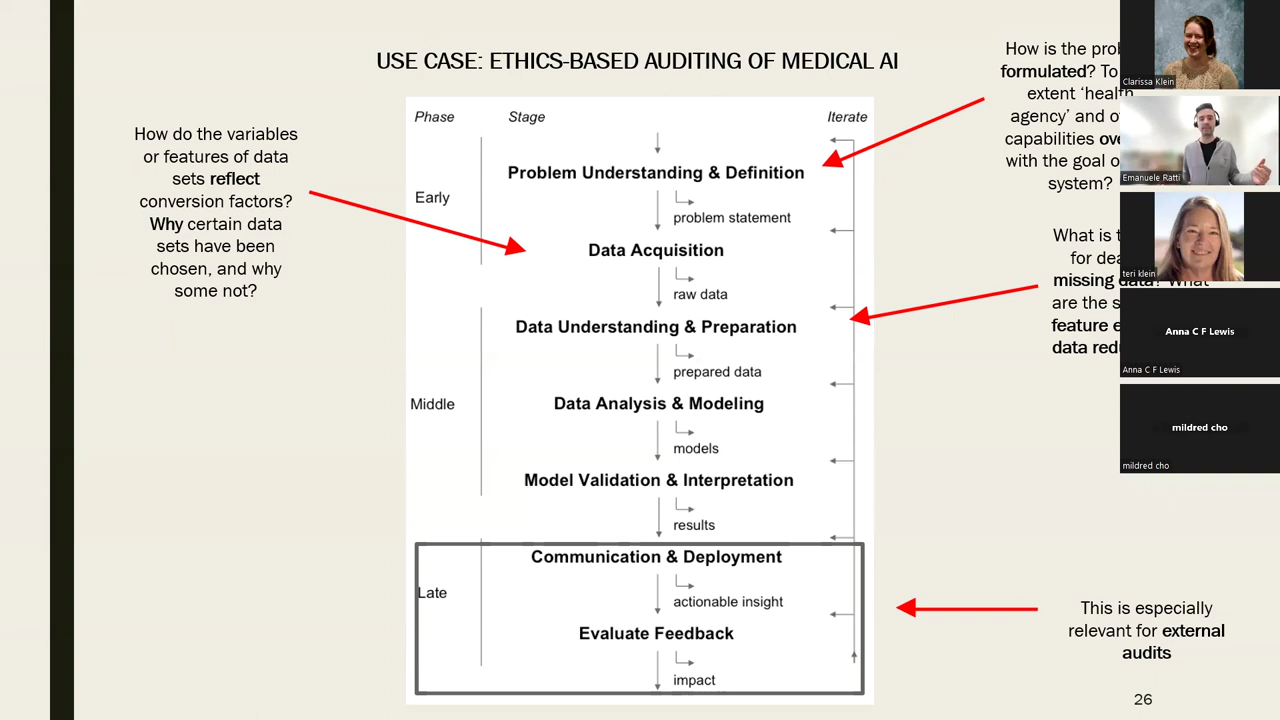 USE CASE: ETHICS-BASED AUDITING OF MEDICAL AI
How do the variables
or features of data
sets reflect
conversion factors?
Why certain data
sets have been
chosen, and why
some not?
Phase Stage Iterate
Problem Understanding & Definition
Early
problem statement
Data Acquisition
raw data
Data Understanding & Preparation
prepared data
Middle
Data Analysis & Modeling
models
Model Validation & Interpretation
results
Communication & Deployment
Late
actionable insight
Evaluate Feedback
impact
How is the
formulated? To
extent ‘health
agency’ and
capabilities
with the goal
system?
What is
for
missing data? What
are the
feature
data
This is especially
relevant for external
audits
26
Clarissa Klein
Emanuele Ratti
teri klein
Anna C F Lewis
Anna C F Lewis
mildred cho
mildred cho